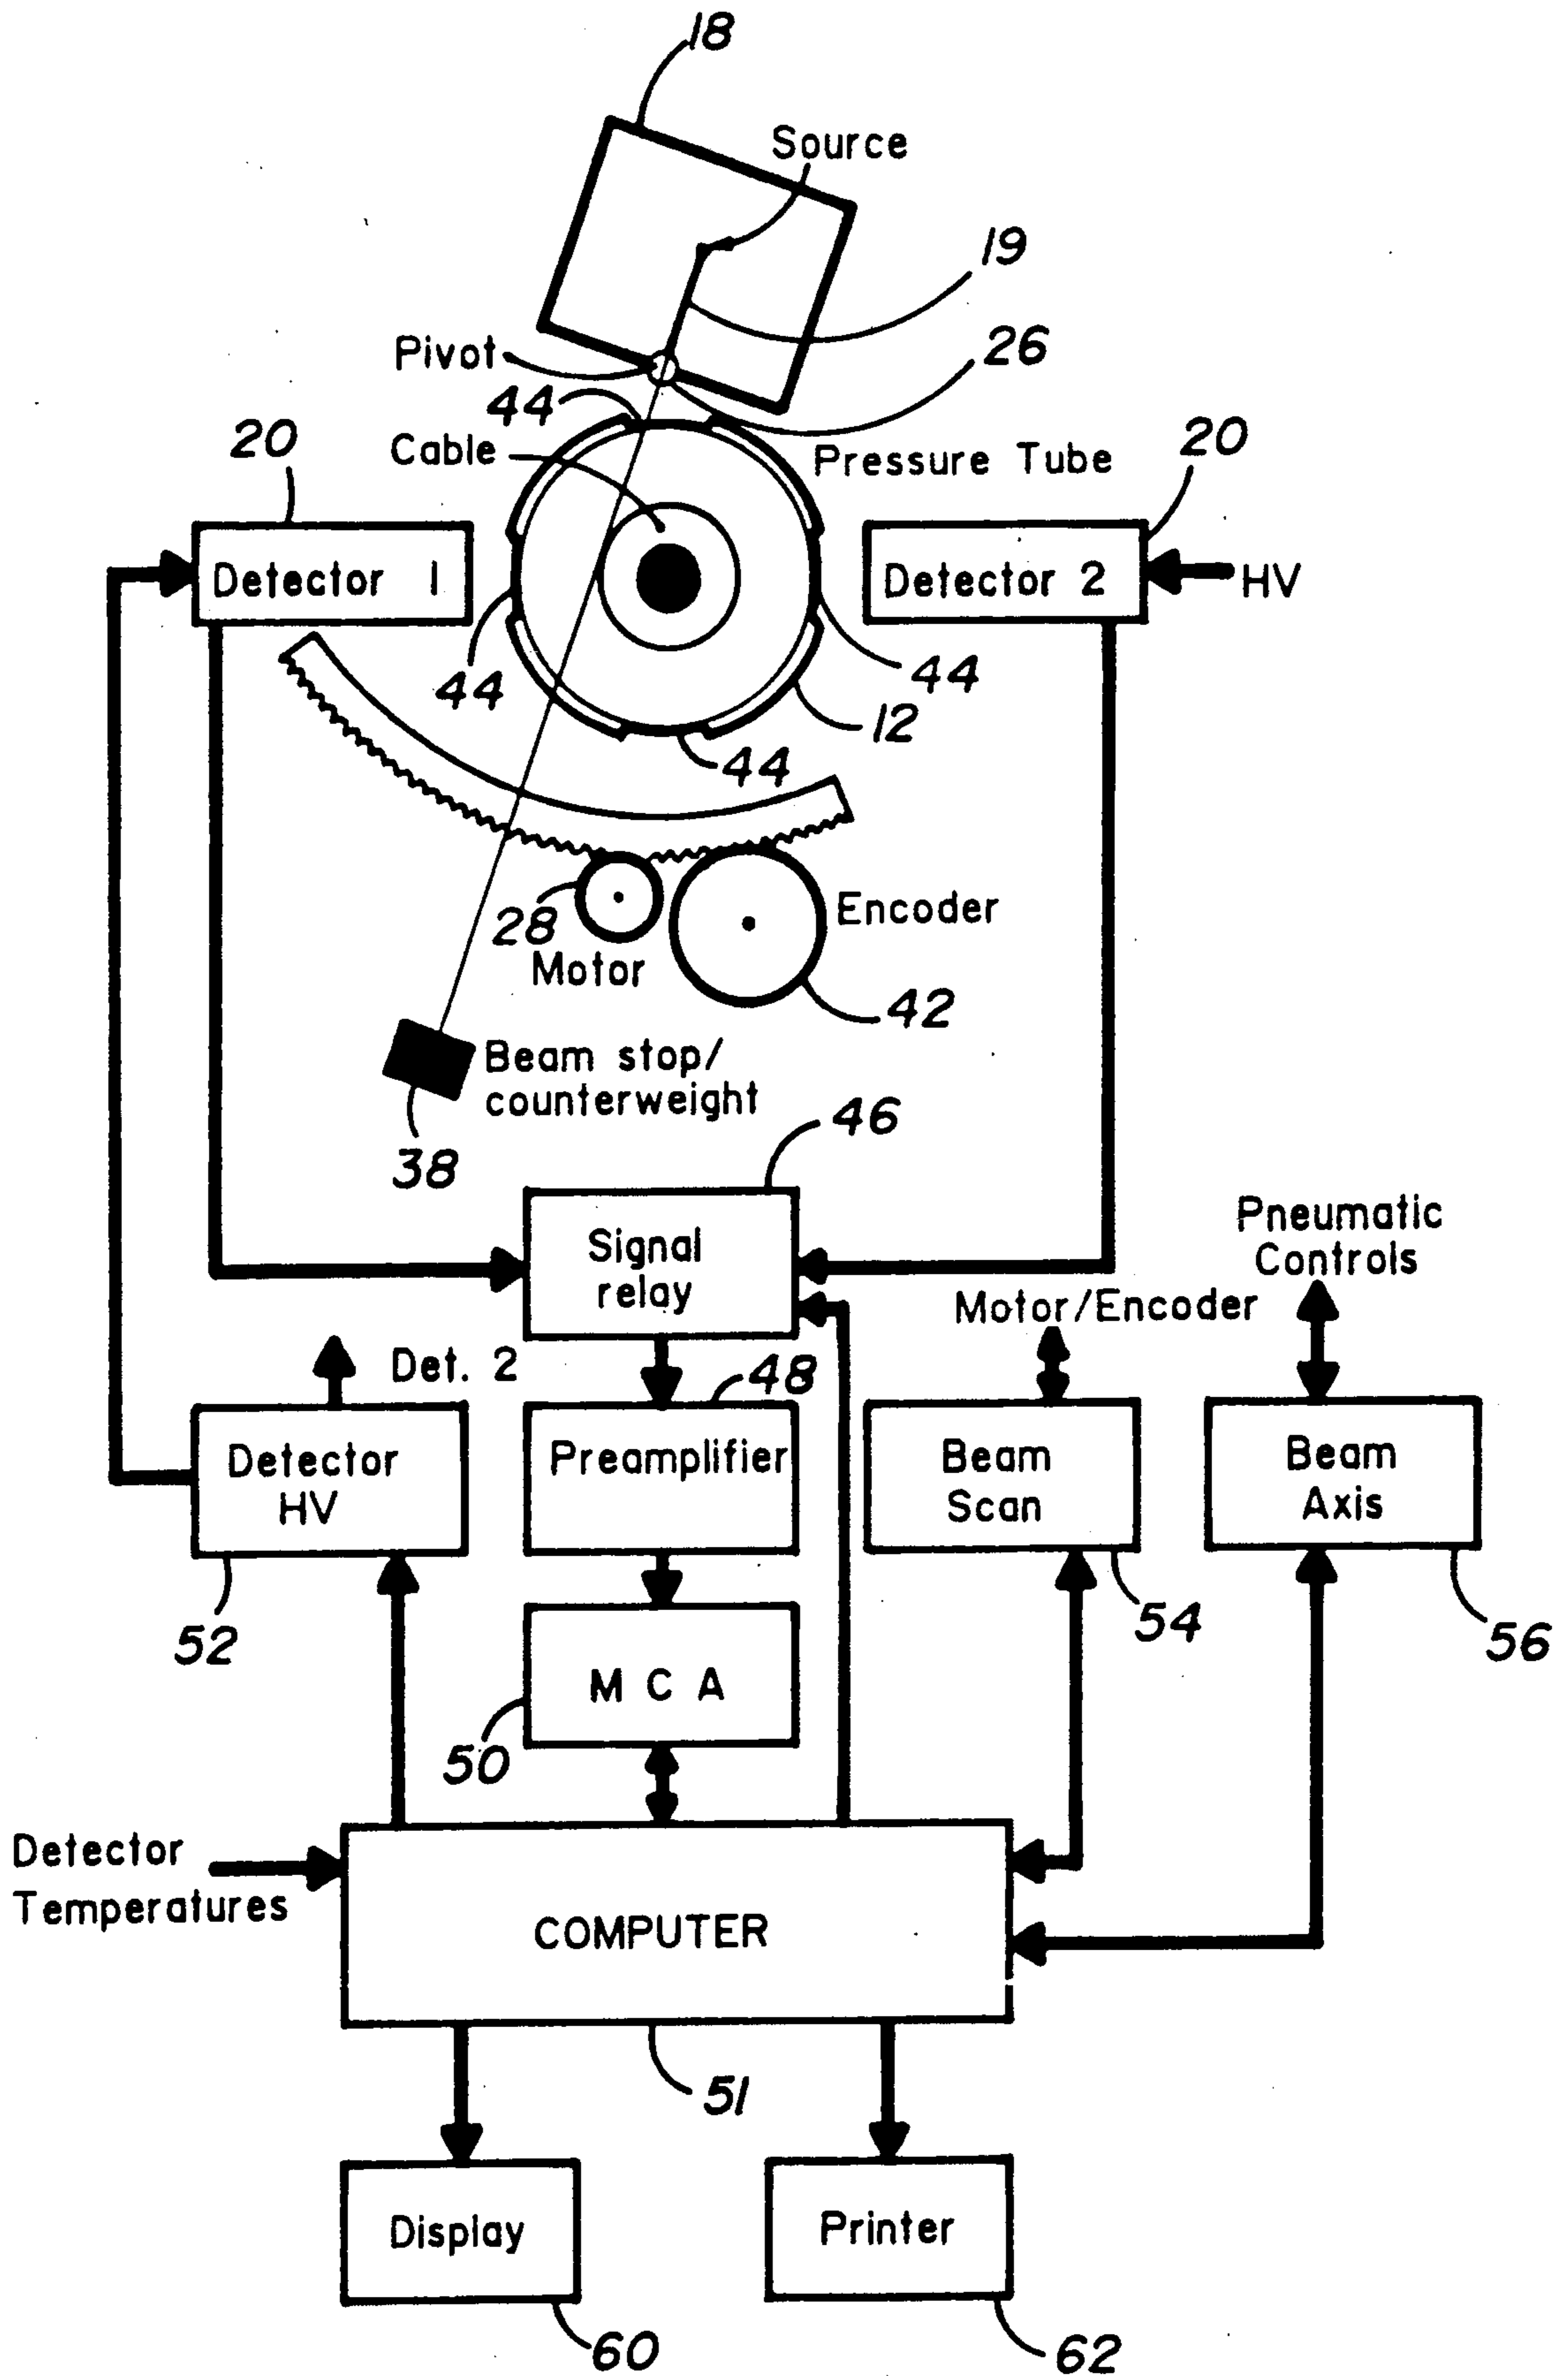 18
Source
19
Pivot
26
44
Cable
20
Pressure Tube
20
Detector 1
Detector 2
HV
44
44
12
44
28
Motor
Encoder
42
Beam stop/
counterweight
38
46
Signal
relay
Pneumatic
Controls
Motor/Encoder
Det. 2
48
Detector
HV
Preamplifier
Beam
Scan
Beam
Axis
52
54
56
M C A
50
Detector
Temperatures
COMPUTER
51
Display
Printer
60
62